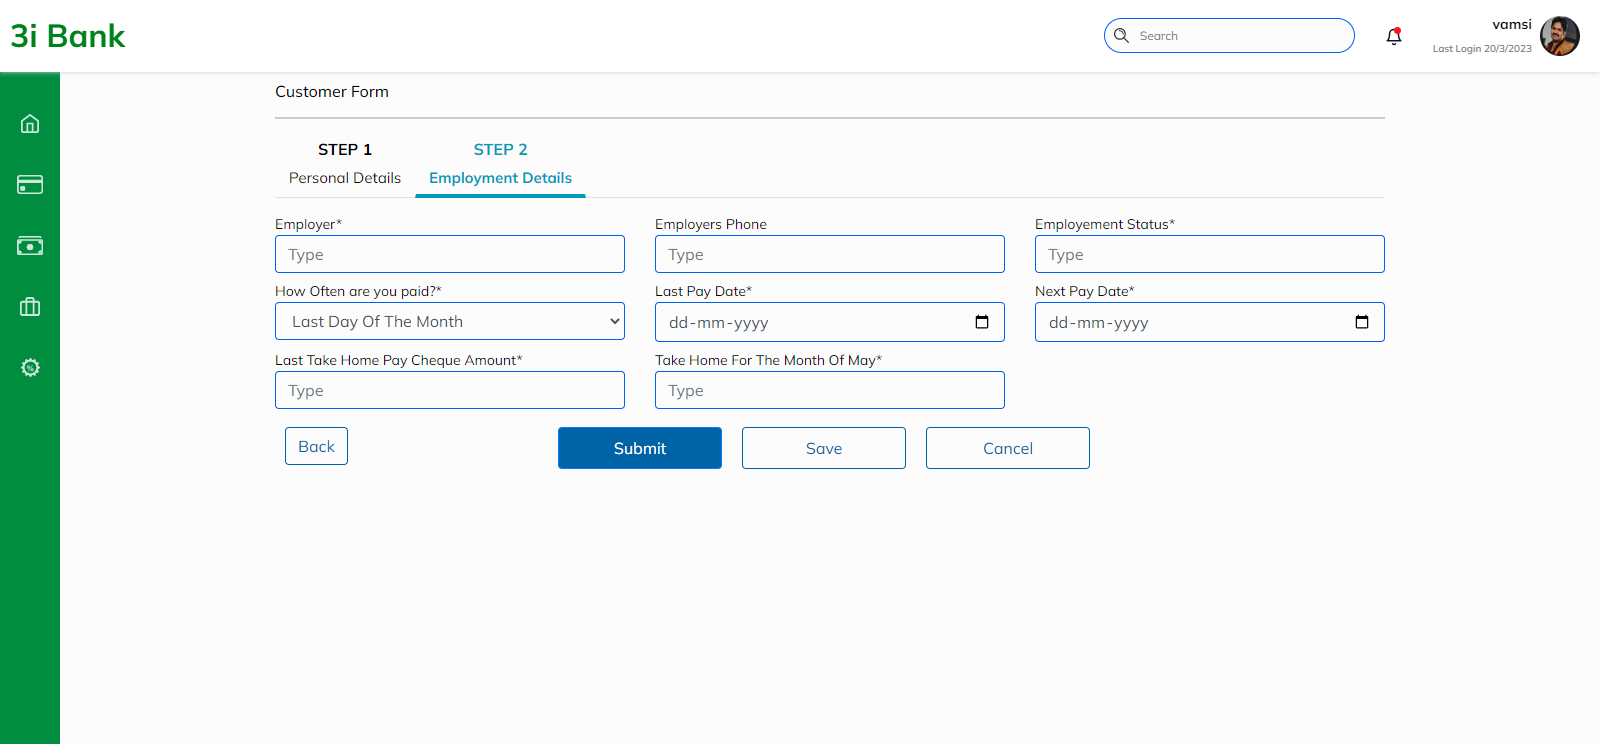 3i Bank
Search
vamsi
Last Login 20/3/2023
Customer Form
STEP 1
STEP 2
Personal Details
Employment Details
Employer*
Employers Phone
Employement Status*
Type
Type
Type
How Often are you paid?*
Last Pay Date*
Next Pay Date*
Last Day Of The Month
dd-mm-yyyy
dd-mm-yyyy
Last Take Home Pay Cheque Amount*
Take Home For The Month Of May*
Type
Type
Back
Submit
Save
Cancel